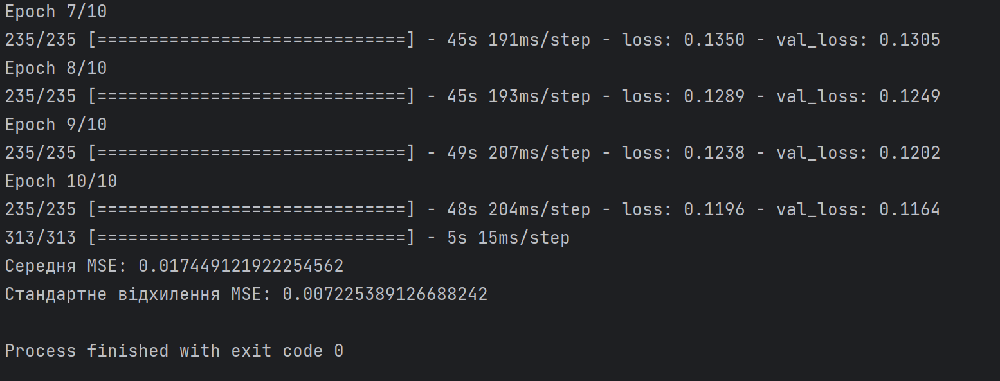 Epoch 7/10
235/235 [==============================] - 45s 191ms/step - loss: 0.1350 - val_loss: 0.1305
Epoch 8/10
235/235 [==============================] - 45s 193ms/step - loss: 0.1289 - val_loss: 0.1249
Epoch 9/10
235/235 [==============================] - 49s 207ms/step - loss: 0.1238 - val_loss: 0.1202
Epoch 10/10
235/235 [==============================] - 48s 204ms/step - loss: 0.1196 - val_loss: 0.1164
313/313 [==============================] - 5s 15ms/step
Середня MSE: 0.017449121922254562
Стандартне відхилення MSE: 0.007225389126688242
Process finished with exit code 0